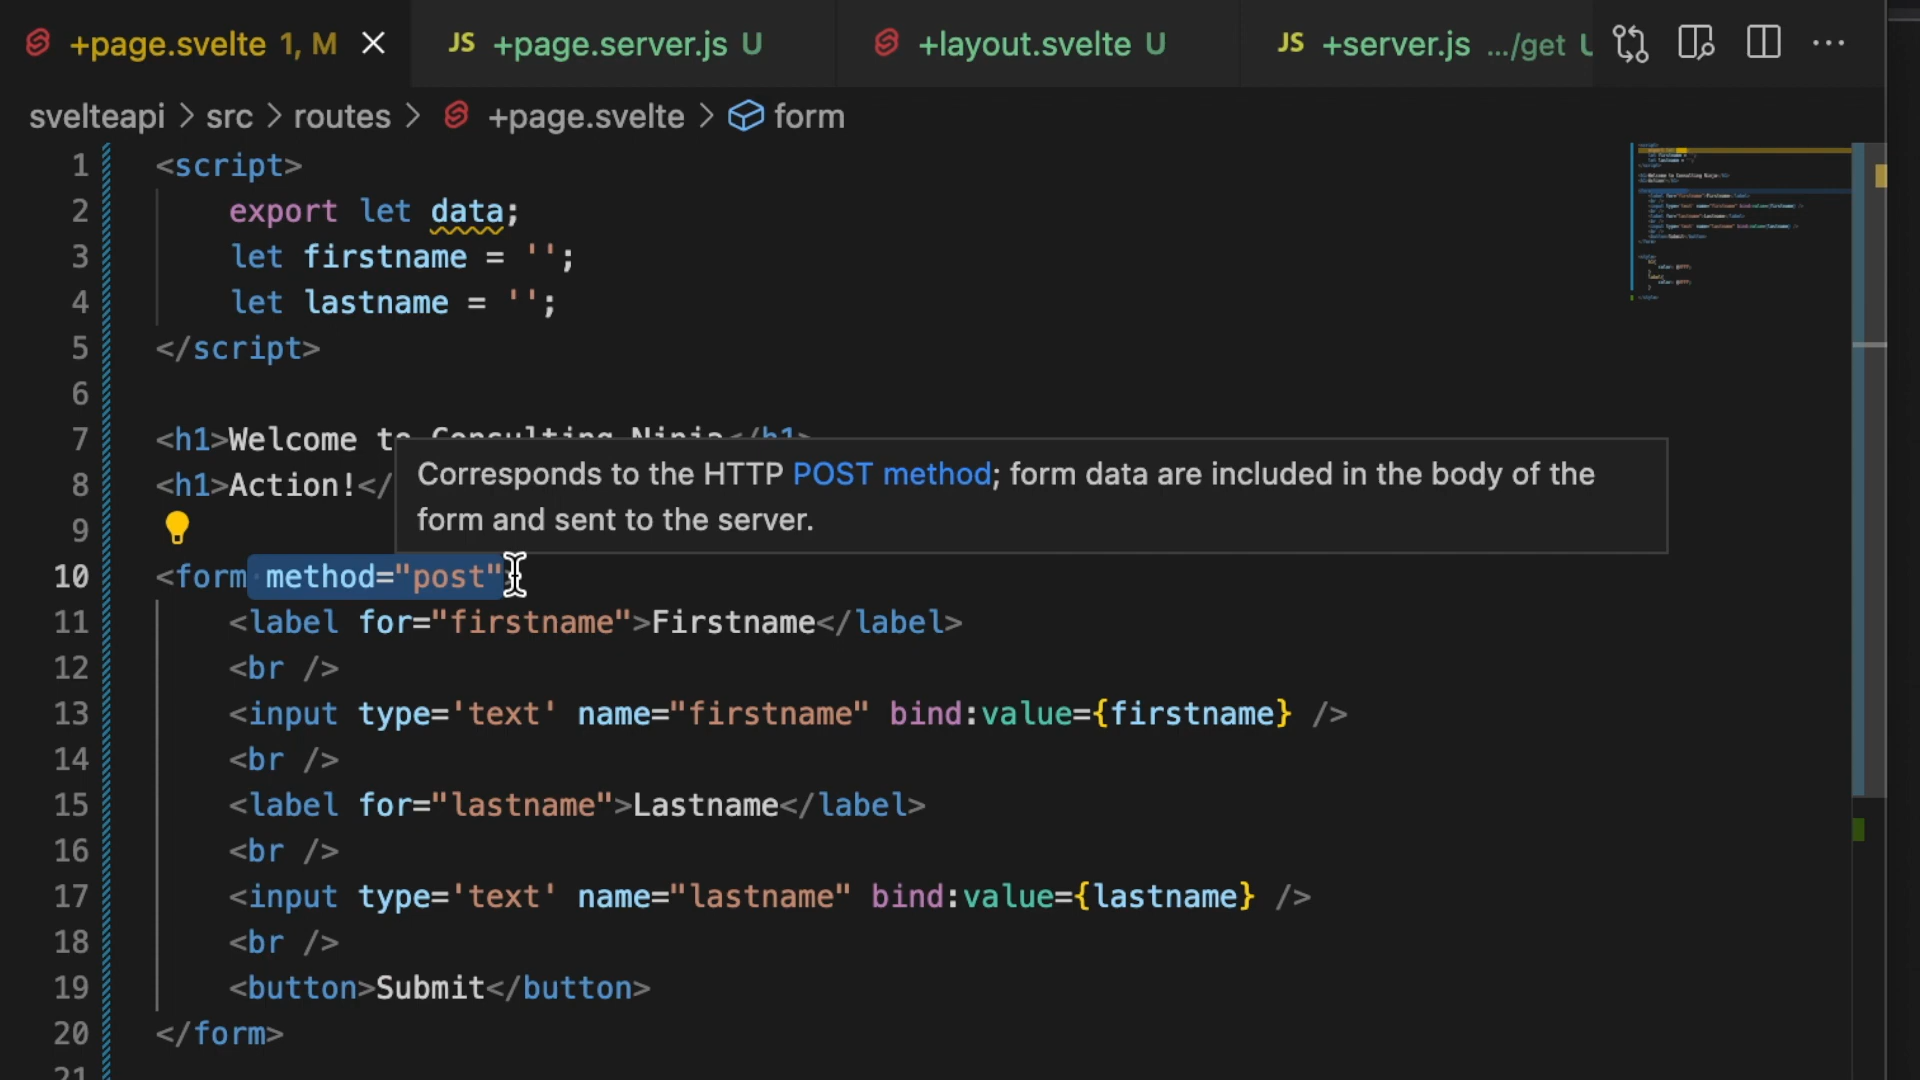 +page.svelte 1, M
JS +page.server.js U
+layout.svelte U
JS +server.js .../get U
svelteapi > src > routes > +page.svelte > form
1 <script>
2 export let data;
3 let firstname = '';
4 let lastname = '';
5 </script>
6
7 <h1>Welcome to Consulting Ninja</h1>
8 <h1>Action!</
Corresponds to the HTTP POST method; form data are included in the body of the
form and sent to the server.
9
10 <form method="post">
11 <label for="firstname">Firstname</label>
12 <br />
13 <input type='text' name="firstname" bind:value={firstname} />
14 <br />
15 <label for="lastname">Lastname</label>
16 <br />
17 <input type='text' name="lastname" bind:value={lastname} />
18 <br />
19 <button>Submit</button>
20 </form>
21